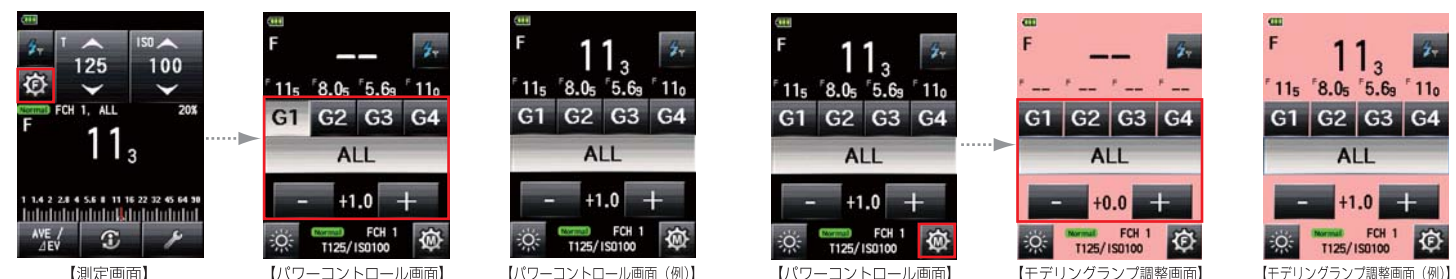 T
125
ISO
100
F
Normal FCH 1, ALL 20%
F
11 3
1 1.4 2 2.8 4 5.6 8 11 16 22 32 45 64 90
AVE / ⊿EV
【測定画面】
F
--
F 11 5 F 8.0 5 F 5.6 9 F 11 0
G1 G2 G3 G4
ALL
- +1.0 +
Normal FCH 1
T125/ISO100
M
【パワーコントロール画面】
F
11 3
F 11 5 F 8.0 5 F 5.6 9 F 11 0
G1 G2 G3 G4
ALL
- +1.0 +
Normal FCH 1
T125/ISO100
M
【パワーコントロール画面（例）】
F
11 3
F 11 5 F 8.0 5 F 5.6 9 F 11 0
G1 G2 G3 G4
ALL
- +1.0 +
Normal FCH 1
T125/ISO100
M
【パワーコントロール画面】
F
--
F -- F -- F -- F --
G1 G2 G3 G4
ALL
- +0.0 +
Normal FCH 1
T125/ISO100
F
【モデリングランプ調整画面】
F
11 3
F 11 5 F 8.0 5 F 5.6 9 F 11 0
G1 G2 G3 G4
ALL
- +1.0 +
Normal FCH 1
T125/ISO100
F
【モデリングランプ調整画面（例）】